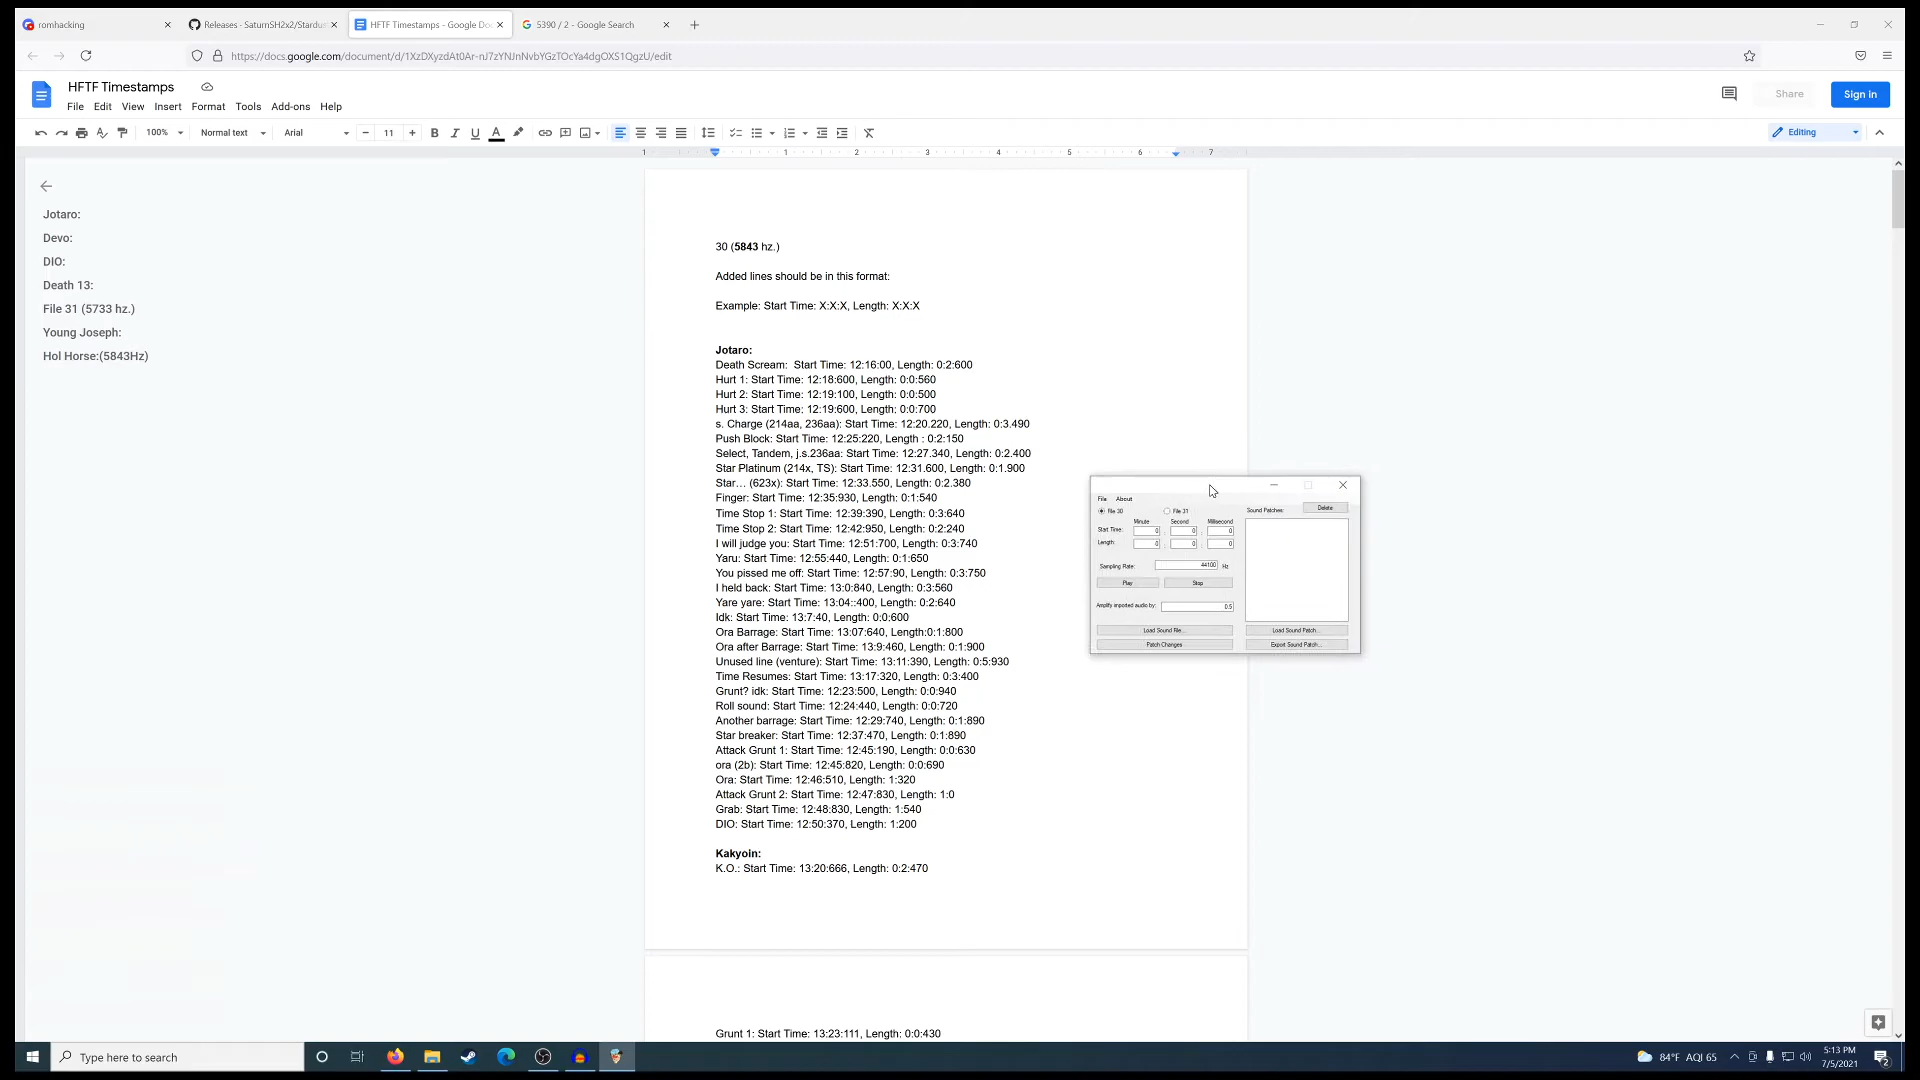 romhacking
Releases · SaturnSH2x2/Stardu
HFTF Timestamps - Google Doc
5390 / 2 - Google Search
https://docs.google.com/document/d/1XzDXyzdAt0Ar-nJ7zYNJnNvbYGzTOcYa4dgOXS1QgzU/edit
HFTF Timestamps
File Edit View Insert Format Tools Add-ons Help
Share
Sign in
100% Normal text Arial 11
Editing
1 1 2 3 4 5 6 7
Jotaro:
Devo:
DIO:
Death 13:
File 31 (5733 hz.)
Young Joseph:
Hol Horse:(5843Hz)
30 (5843 hz.)
Added lines should be in this format:
Example: Start Time: X:X:X, Length: X:X:X
Jotaro:
Death Scream:  Start Time: 12:16:00, Length: 0:2:600
Hurt 1: Start Time: 12:18:600, Length: 0:0:560
Hurt 2: Start Time: 12:19:100, Length: 0:0:500
Hurt 3: Start Time: 12:19:600, Length: 0:0:700
s. Charge (214aa, 236aa): Start Time: 12:20.220, Length: 0:3.490
Push Block: Start Time: 12:25:220, Length : 0:2:150
Select, Tandem, j.s.236aa: Start Time: 12:27.340, Length: 0:2.400
Star Platinum (214x, TS): Start Time: 12:31.600, Length: 0:1.900
Star… (623x): Start Time: 12:33.550, Length: 0:2.380
Finger: Start Time: 12:35:930, Length: 0:1:540
Time Stop 1: Start Time: 12:39:390, Length: 0:3:640
Time Stop 2: Start Time: 12:42:950, Length: 0:2:240
I will judge you: Start Time: 12:51:700, Length: 0:3:740
Yaru: Start Time: 12:55:440, Length: 0:1:650
You pissed me off: Start Time: 12:57:90, Length: 0:3:750
I held back: Start Time: 13:0:840, Length: 0:3:560
Yare yare: Start Time: 13:04::400, Length: 0:2:640
Idk: Start Time: 13:7:40, Length: 0:0:600
Ora Barrage: Start Time: 13:07:640, Length:0:1:800
Ora after Barrage: Start Time: 13:9:460, Length: 0:1:900
Unused line (venture): Start Time: 13:11:390, Length: 0:5:930
Time Resumes: Start Time: 13:17:320, Length: 0:3:400
Grunt? idk: Start Time: 12:23:500, Length: 0:0:940
Roll sound: Start Time: 12:24:440, Length: 0:0:720
Another barrage: Start Time: 12:29:740, Length: 0:1:890
Star breaker: Start Time: 12:37:470, Length: 0:1:890
Attack Grunt 1: Start Time: 12:45:190, Length: 0:0:630
ora (2b): Start Time: 12:45:820, Length: 0:0:690
Ora: Start Time: 12:46:510, Length: 1:320
Attack Grunt 2: Start Time: 12:47:830, Length: 1:0
Grab: Start Time: 12:48:830, Length: 1:540
DIO: Start Time: 12:50:370, Length: 1:200
Kakyoin:
K.O.: Start Time: 13:20:666, Length: 0:2:470
Grunt 1: Start Time: 13:23:111, Length: 0:0:430
File About
File 30 File 31 Sound Patches: Delete
Minute Second Millisecond
Start Time: 0 : 0 : 0
Length: 0 : 0 : 0
Sampling Rate: 44100 Hz
Play Stop
Amplify imported audio by: 0.5
Load Sound File... Load Sound Patch...
Patch Changes Export Sound Patch...
Type here to search
84°F AQI 65
5:13 PM
7/5/2021
2